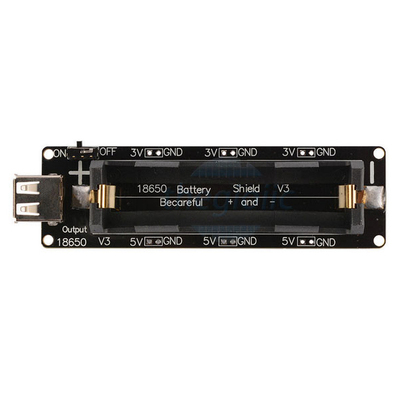 ON OFF 3V GND 3V GND 3V GND
+ -
18650 Battery Shield V3
Becareful + and -
Output
18650 V3 5V GND 5V GND 5V GND